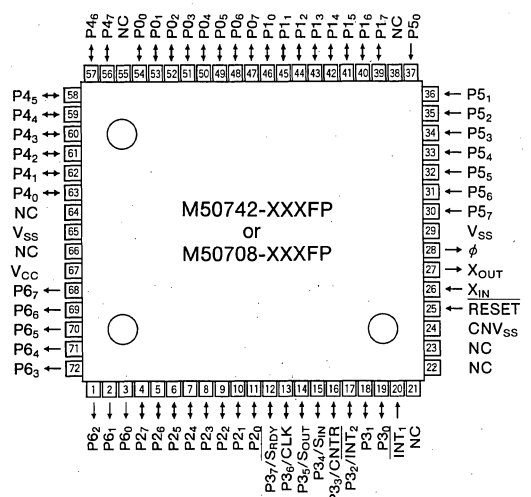 P4₆ P4₇ NC P0₀ P0₁ P0₂ P0₃ P0₄ P0₅ P0₆ P0₇ P1₀ P1₁ P1₂ P1₃ P1₄ P1₅ P1₆ P1₇ NC P5₀
57 56 55 54 53 52 51 50 49 48 47 46 45 44 43 42 41 40 39 38 37
P4₅ 58
P4₄ 59
P4₃ 60
P4₂ 61
P4₁ 62
P4₀ 63
NC 64
VSS 65
NC 66
VCC 67
P6₇ 68
P6₆ 69
P6₅ 70
P6₄ 71
P6₃ 72
M50742-XXXFP
or
M50708-XXXFP
36 P5₁
35 P5₂
34 P5₃
33 P5₄
32 P5₅
31 P5₆
30 P5₇
29 VSS
28 ϕ
27 XOUT
26 XIN
25 RESET
24 CNVSS
23 NC
22 NC
1 2 3 4 5 6 7 8 9 10 11 12 13 14 15 16 17 18 19 20 21
P6₂ P6₁ P6₀ P2₇ P2₆ P2₅ P2₄ P2₃ P2₂ P2₁ P2₀ P3₇/SRDY P3₆/CLK P3₅/SOUT P3₄/SIN P3₃/CNTR P3₂/INT₂ P3₁ P3₀ INT₁ NC